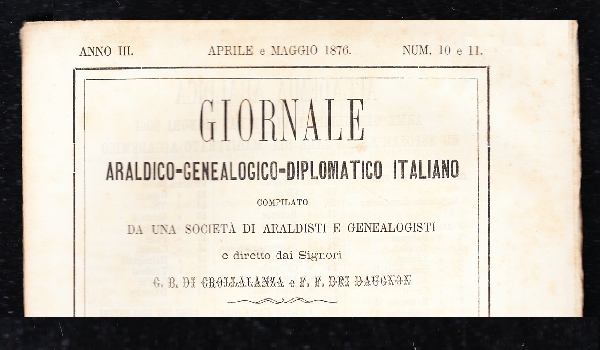 ANNO III.
APRILE e MAGGIO 1876.
NUM. 10 e 11.
GIORNALE
ARALDICO-GENEALOGICO-DIPLOMATICO ITALIANO
COMPILATO
DA UNA SOCIETÀ DI ARALDISTI E GENEALOGISTI
e diretto dai Signori
G. B. DI CROLLALANZA e F. F. DEI DAUGNON